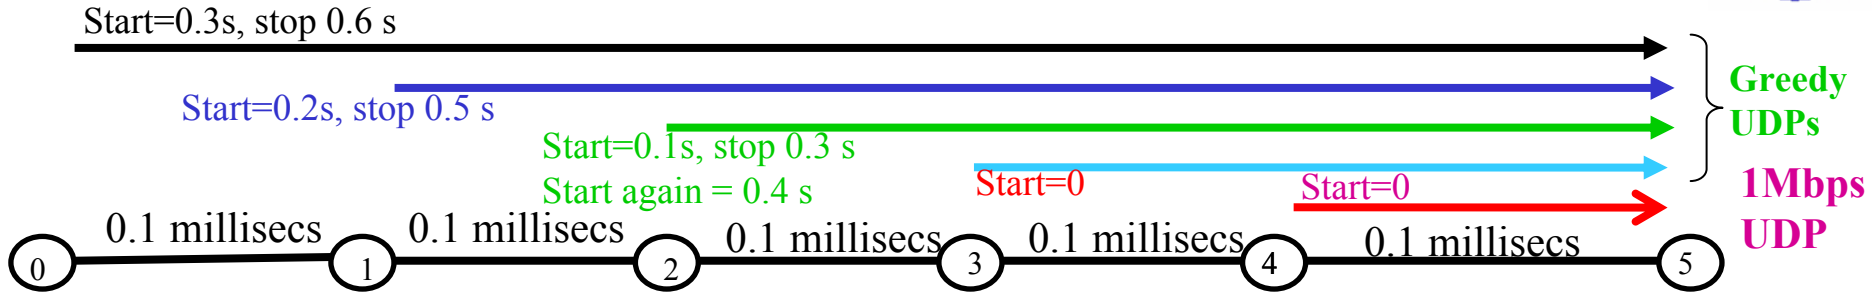 Start=0.3s, stop 0.6 s
Start=0.2s, stop 0.5 s
Greedy
UDPs
Start=0.1s, stop 0.3 s
Start again = 0.4 s
Start=0
Start=0
1Mbps
UDP
0.1 millisecs
0.1 millisecs
0.1 millisecs
0.1 millisecs
0.1 millisecs
0
1
2
3
4
5